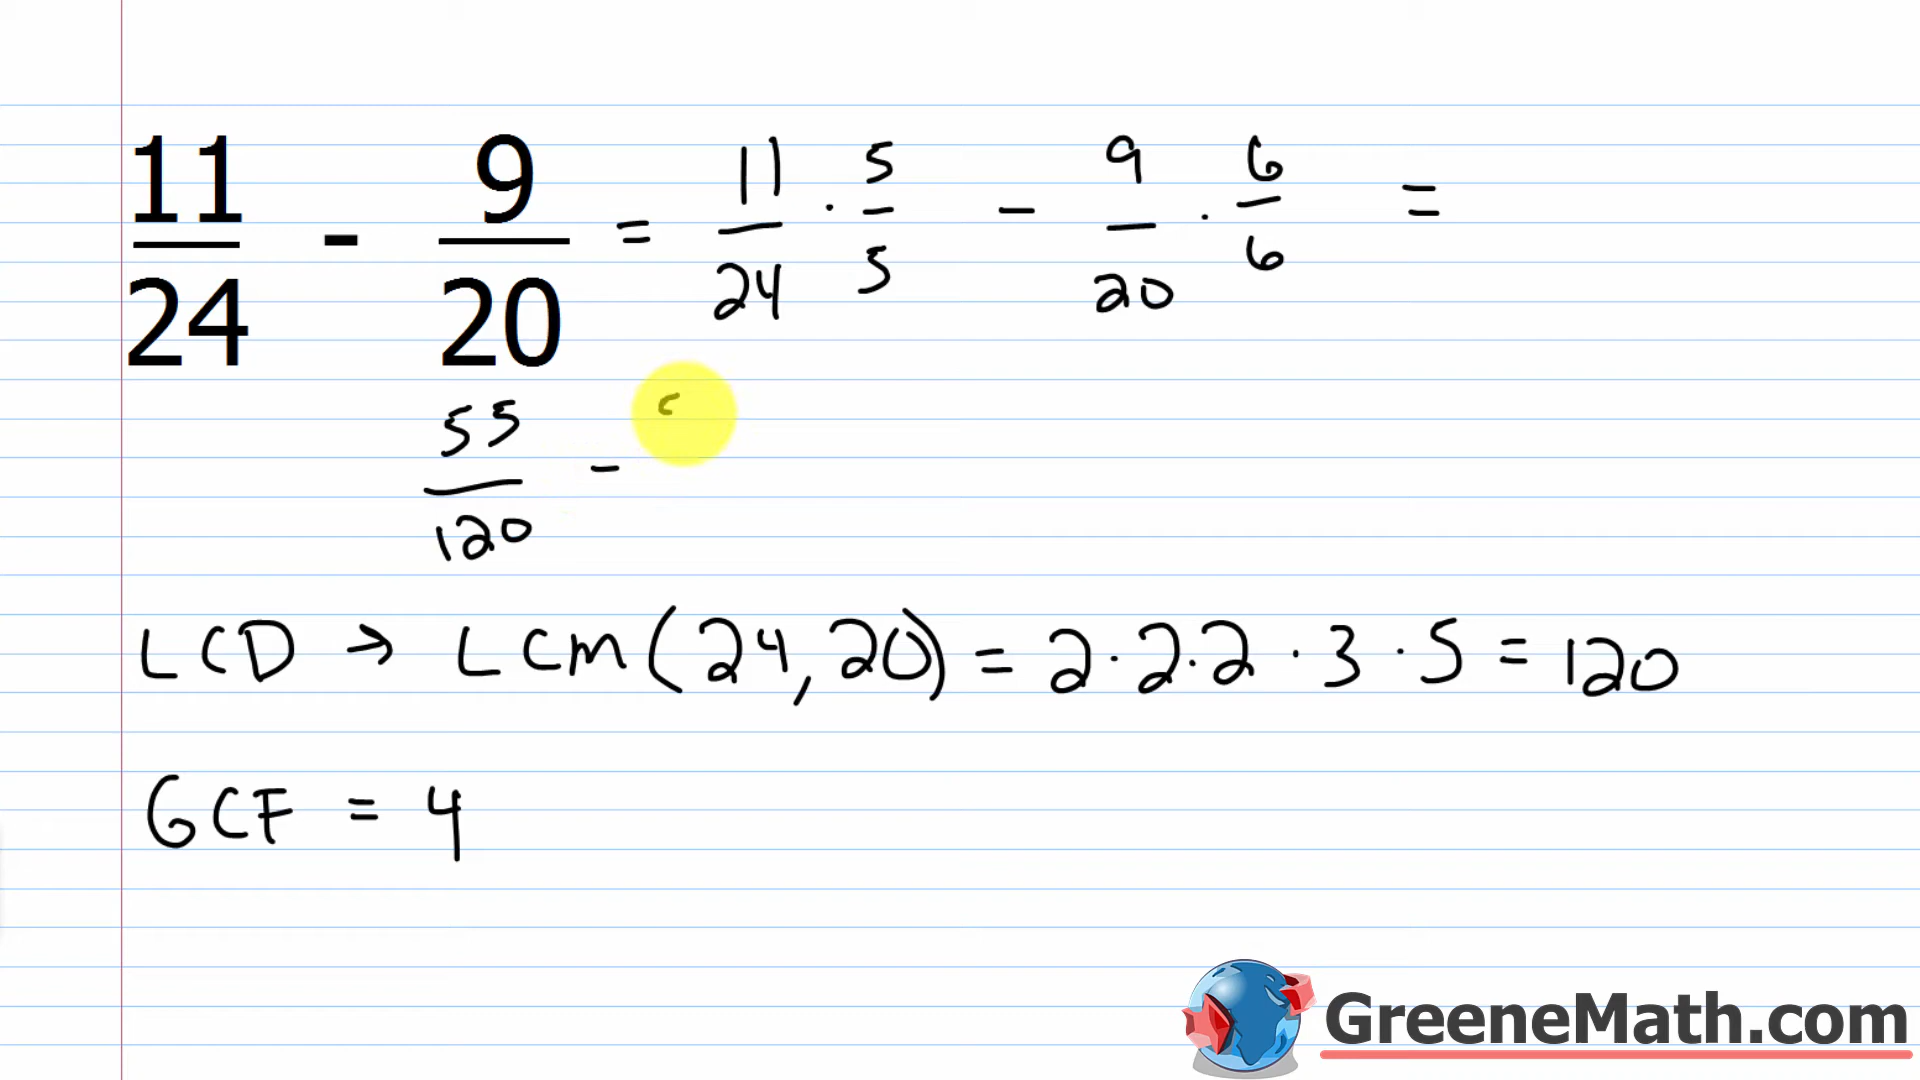 11/24 - 9/20 = 11/24 · 5/5 - 9/20 · 6/6 =
55/120 -
LCD → LCM(24, 20) = 2·2·2·3·5 = 120
GCF = 4
GreeneMath.com